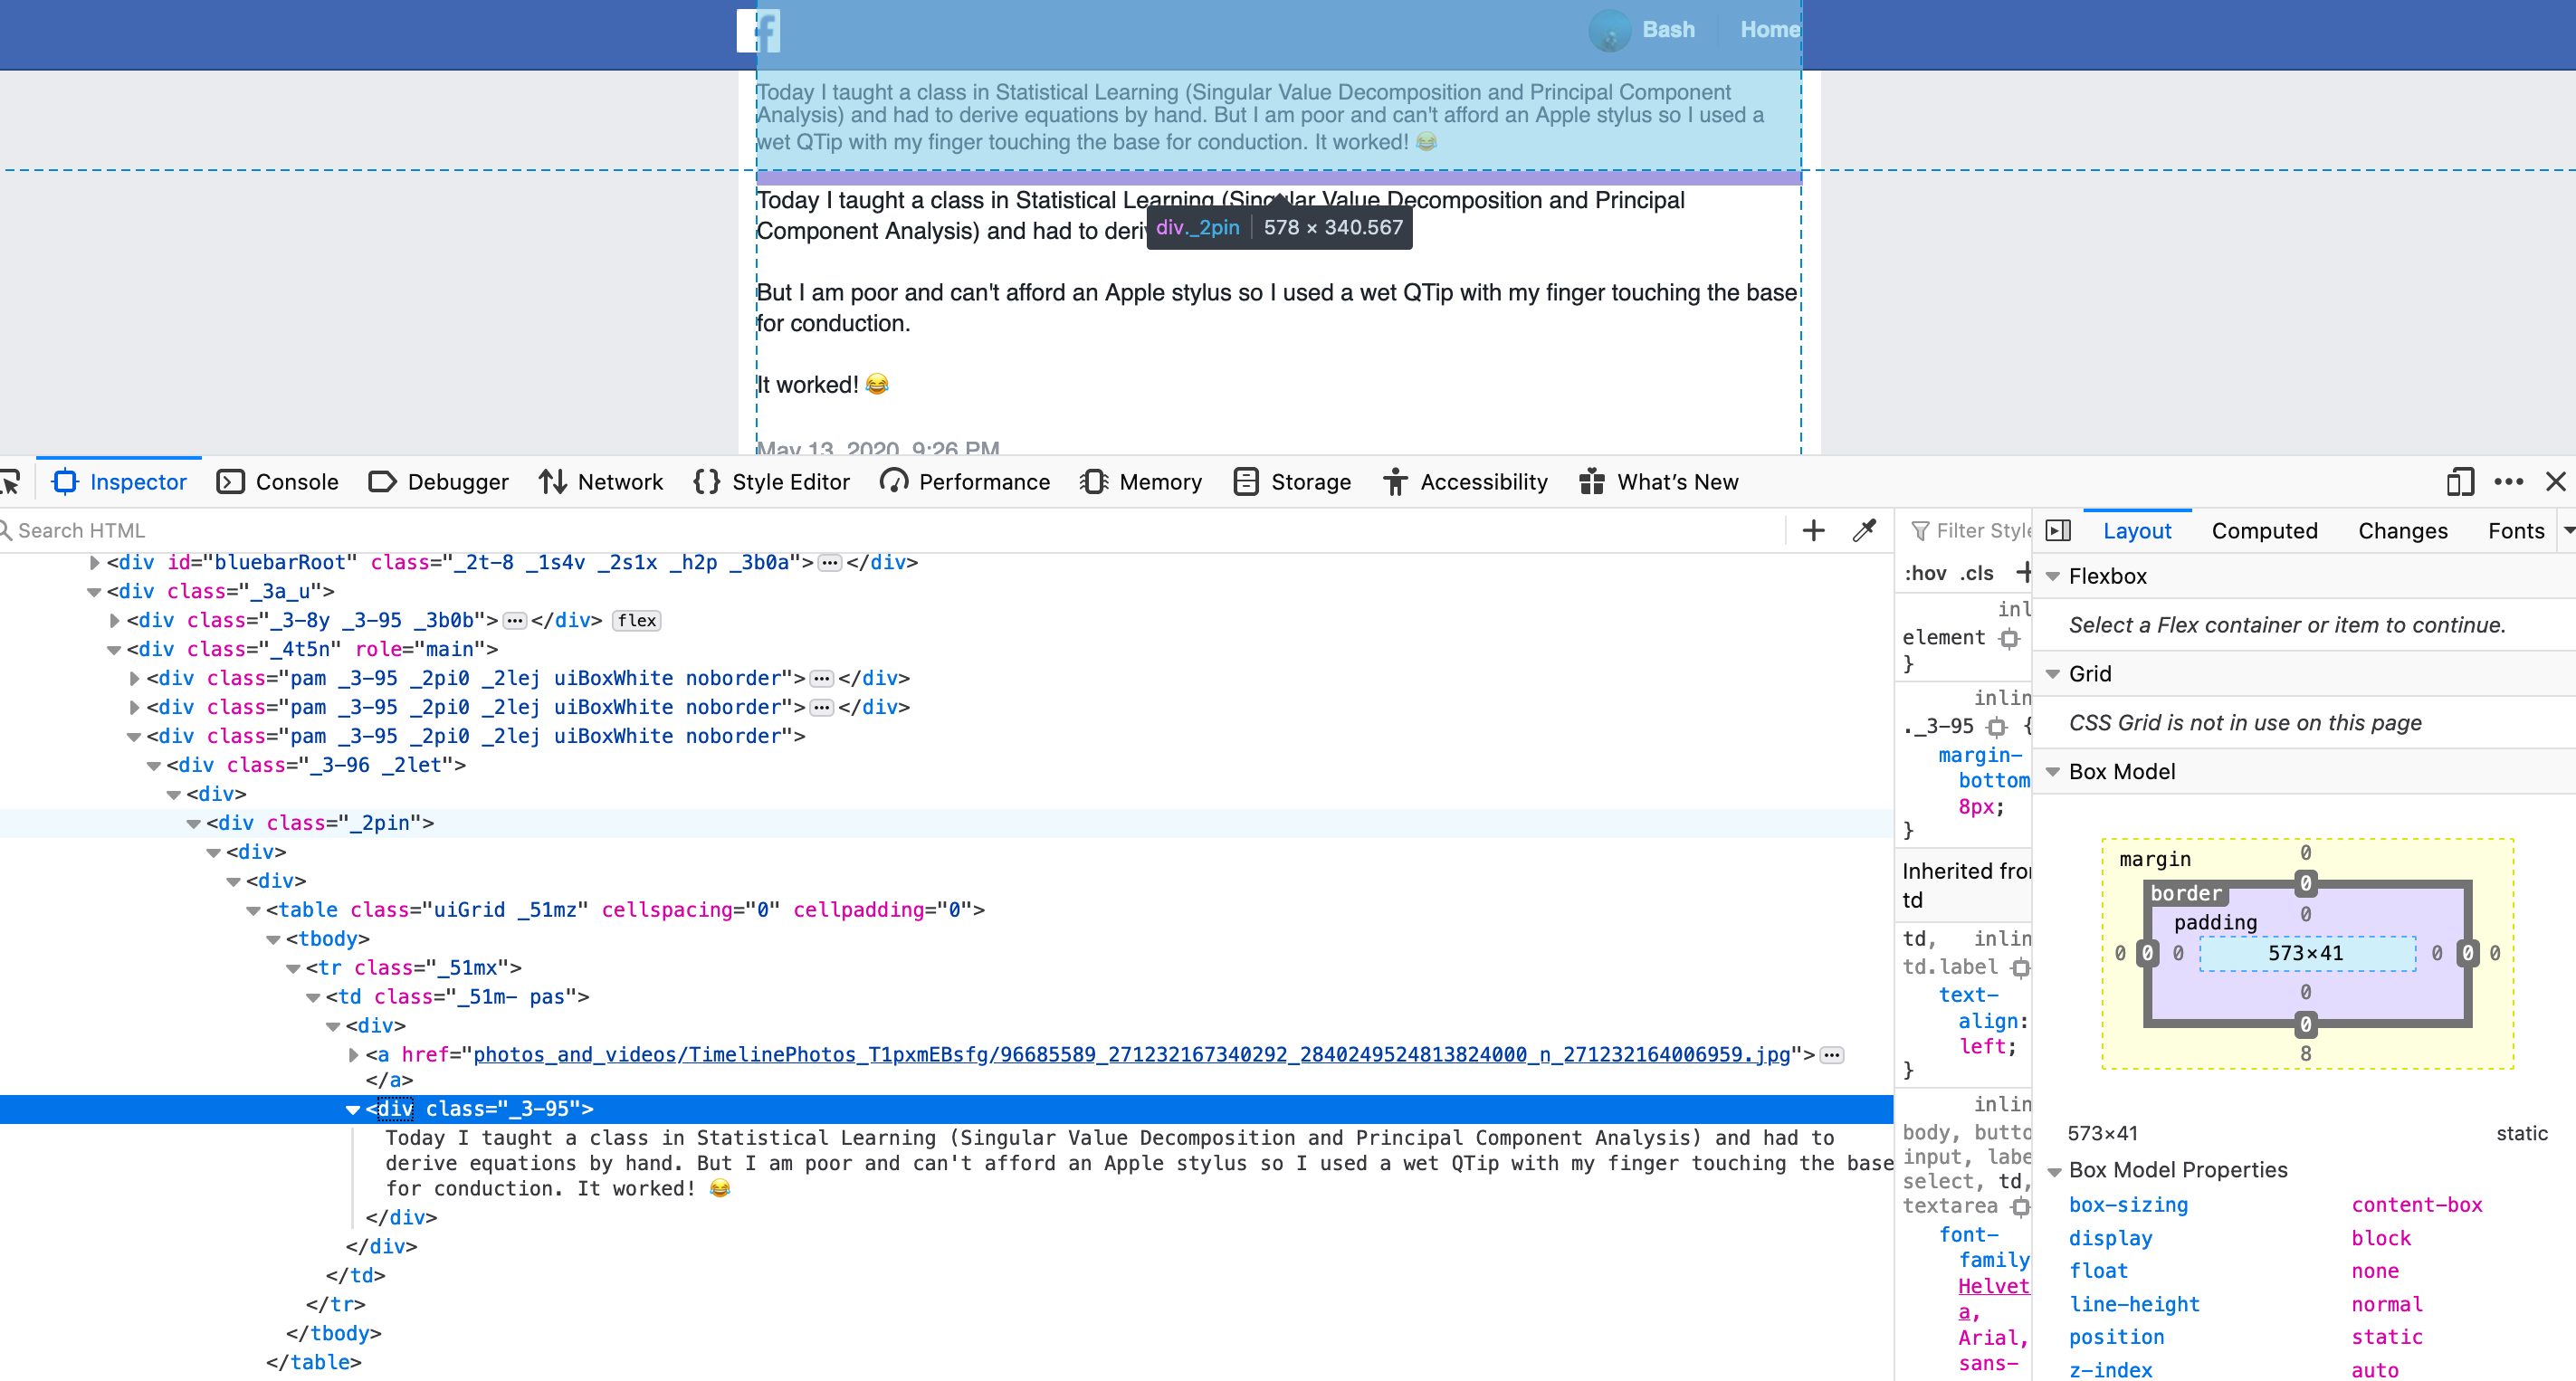 f Bash Home
Today I taught a class in Statistical Learning (Singular Value Decomposition and Principal Component
Analysis) and had to derive equations by hand. But I am poor and can't afford an Apple stylus so I used a
wet QTip with my finger touching the base for conduction. It worked! 😂
Today I taught a class in Statistical Learning (Singular Value Decomposition and Principal
Component Analysis) and had to deri
div._2pin 578 × 340.567
But I am poor and can't afford an Apple stylus so I used a wet QTip with my finger touching the base
for conduction.
It worked! 😂
May 13, 2020, 9:26 PM
Inspector Console Debugger Network Style Editor Performance Memory Storage Accessibility What's New
Search HTML
<div id="bluebarRoot" class="_2t-8 _1s4v _2s1x _h2p _3b0a">…</div>
<div class="_3a_u">
<div class="_3-8y _3-95 _3b0b">…</div> flex
<div class="_4t5n" role="main">
<div class="pam _3-95 _2pi0 _2lej uiBoxWhite noborder">…</div>
<div class="pam _3-95 _2pi0 _2lej uiBoxWhite noborder">…</div>
<div class="pam _3-95 _2pi0 _2lej uiBoxWhite noborder">
<div class="_3-96 _2let">
<div>
<div class="_2pin">
<div>
<div>
<table class="uiGrid _51mz" cellspacing="0" cellpadding="0">
<tbody>
<tr class="_51mx">
<td class="_51m- pas">
<div>
<a href="photos_and_videos/TimelinePhotos_T1pxmEBsfg/96685589_271232167340292_2840249524813824000_n_271232164006959.jpg">…
</a>
<div class="_3-95">
Today I taught a class in Statistical Learning (Singular Value Decomposition and Principal Component Analysis) and had to
derive equations by hand. But I am poor and can't afford an Apple stylus so I used a wet QTip with my finger touching the base
for conduction. It worked! 😂
</div>
</div>
</td>
</tr>
</tbody>
</table>
Filter Style
:hov .cls +
inl
element
}
inlin
._3-95 {
margin-
bottom
8px;
}
Inherited fro
td
td, inlin
td.label
text-
align:
left;
}
inlin
body, butto
input, labe
select, td,
textarea
font-
family
Helvet
a,
Arial,
sans-
Layout Computed Changes Fonts
Flexbox
Select a Flex container or item to continue.
Grid
CSS Grid is not in use on this page
Box Model
margin 0
border 0
padding 0
0 0 0 573×41 0 0 0
0
0
8
573×41 static
Box Model Properties
box-sizing content-box
display block
float none
line-height normal
position static
z-index auto